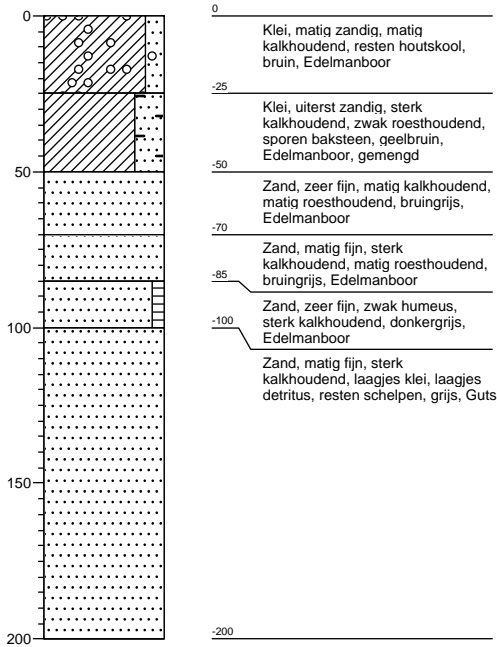 0
0
Klei, matig zandig, matig
kalkhoudend, resten houtskool,
bruin, Edelmanboor
-25
Klei, uiterst zandig, sterk
kalkhoudend, zwak roesthoudend,
sporen baksteen, geelbruin,
Edelmanboor, gemengd
50
-50
Zand, zeer fijn, matig kalkhoudend,
matig roesthoudend, bruingrijs,
Edelmanboor
-70
Zand, matig fijn, sterk
kalkhoudend, matig roesthoudend,
bruingrijs, Edelmanboor
-85
Zand, zeer fijn, zwak humeus,
sterk kalkhoudend, donkergrijs,
Edelmanboor
100
-100
Zand, matig fijn, sterk
kalkhoudend, laagjes klei, laagjes
detritus, resten schelpen, grijs, Guts
150
200
-200